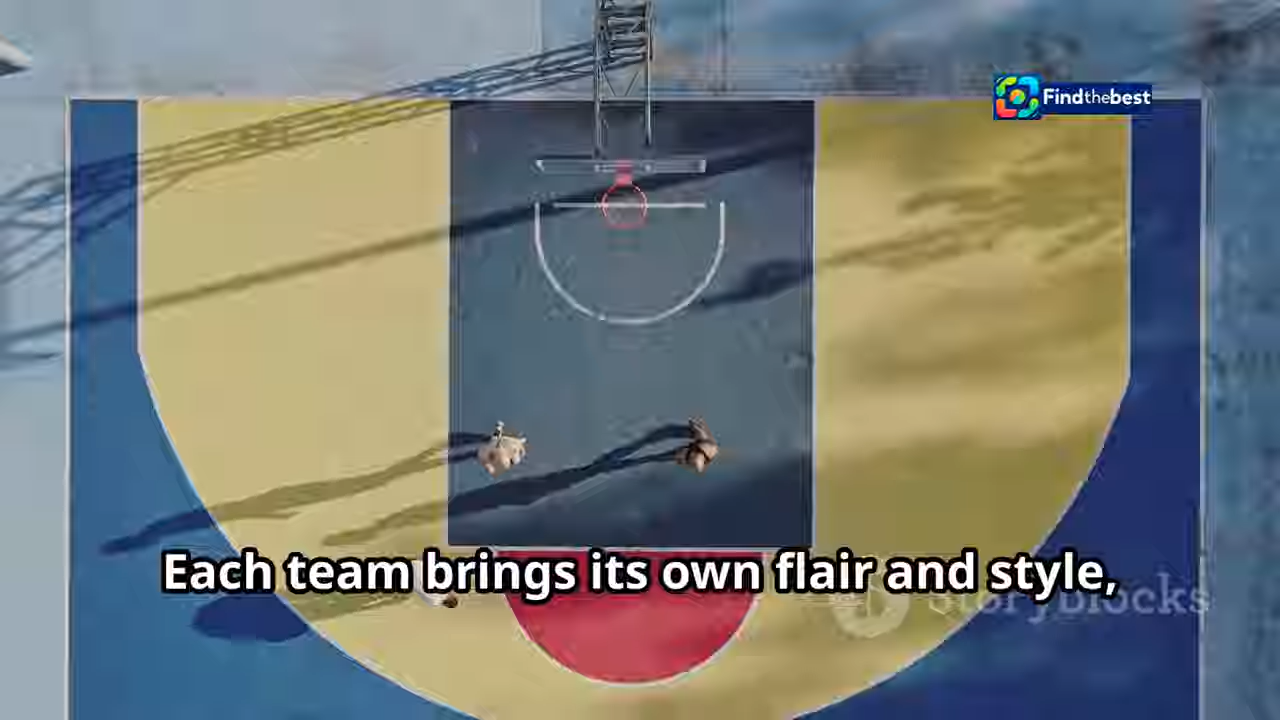 Findthebest
Each team brings its own flair and style,
StoryBlocks